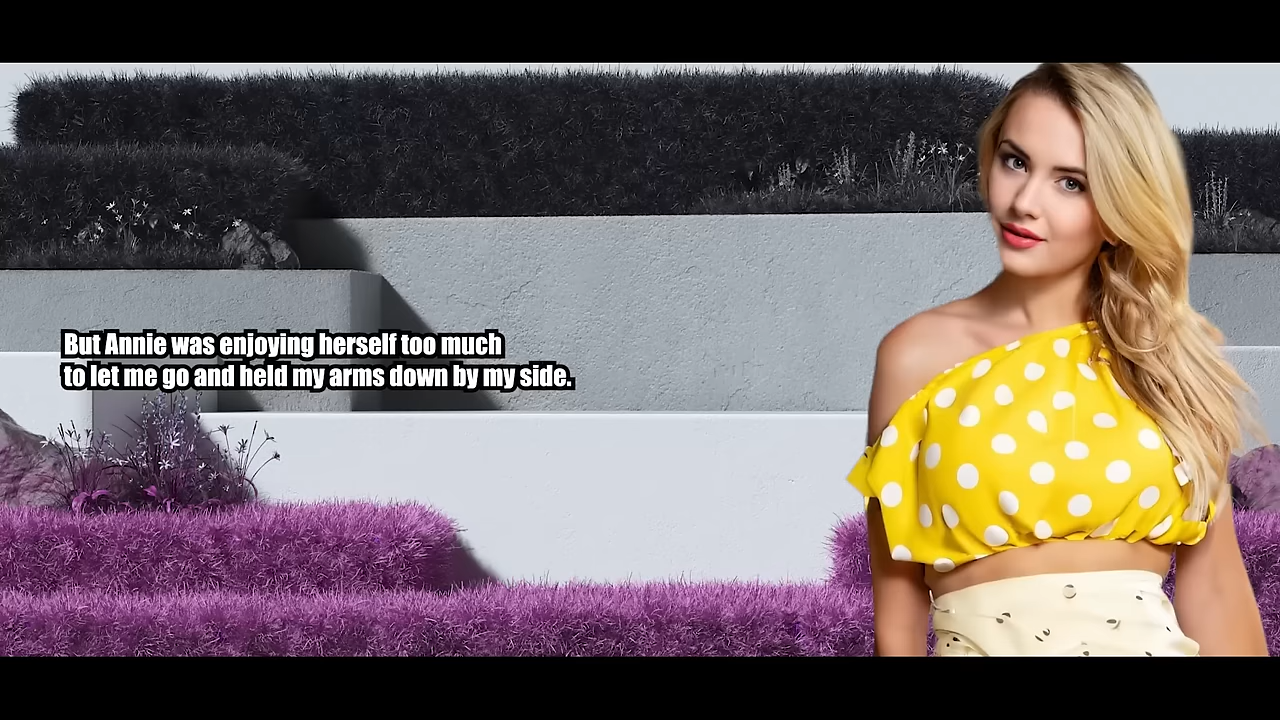 But Annie was enjoying herself too much
to let me go and held my arms down by my side.